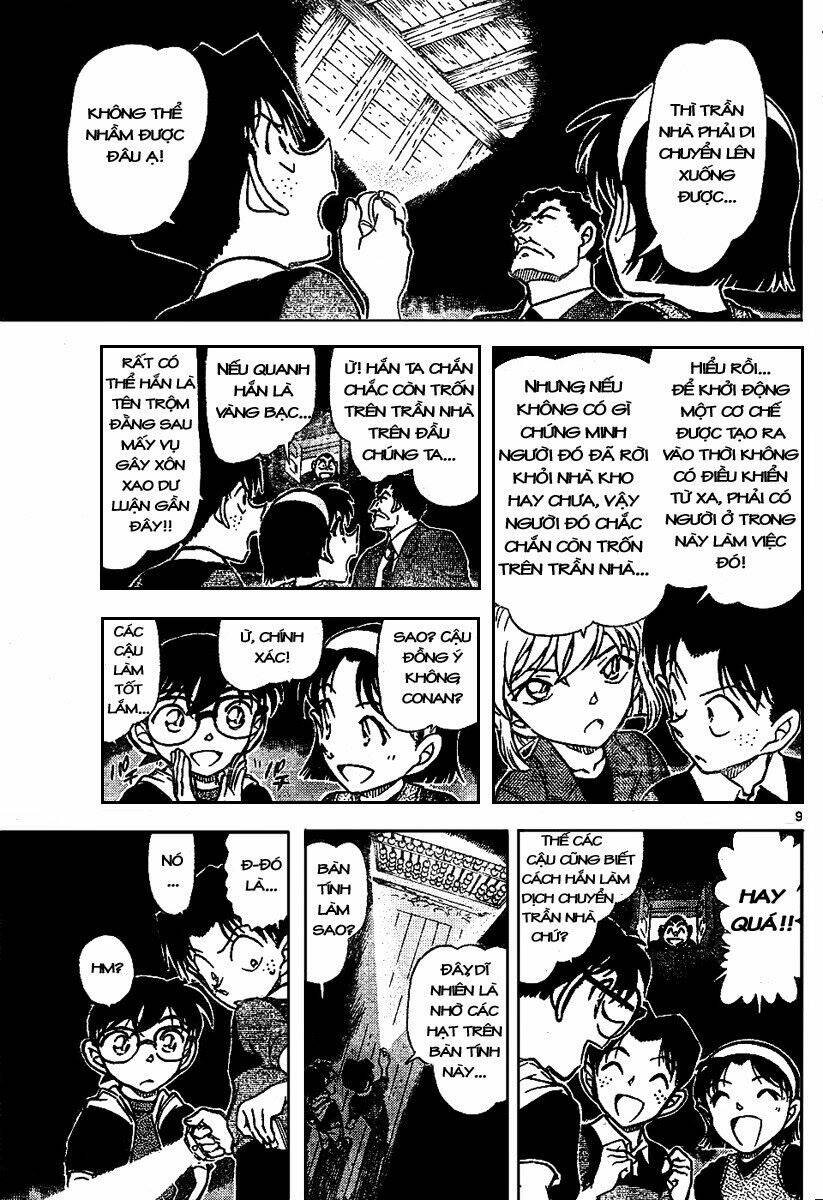 THÌ TRẦN
NHÀ PHẢI DI
CHUYỂN LÊN
XUỐNG
ĐƯỢC...
KHÔNG THỂ
NHẦM ĐƯỢC
ĐÂU Ạ!
HIỂU RỒI...
ĐỂ KHỞI ĐỘNG
MỘT CƠ CHẾ
ĐƯỢC TẠO RA
VÀO THỜI KHÔNG
CÓ ĐIỀU KHIỂN
TỪ XA, PHẢI CÓ
NGƯỜI Ở TRONG
NÀY LÀM VIỆC
ĐÓ!
NHƯNG, NẾU
KHÔNG CÓ GÌ
CHỨNG MINH
NGƯỜI ĐÓ ĐÃ RỜI
KHỎI NHÀ KHO
HAY CHƯA, VẬY
NGƯỜI ĐÓ CHẮC
CHẮN CÒN TRỐN
TRÊN TRẦN NHÀ...
Ừ! HẮN TA CHẮN
CHẮC CÒN TRỐN
TRÊN TRẦN NHÀ
TRÊN ĐẦU
CHÚNG TA...
NẾU QUANH
HẮN LÀ
VÀNG BẠC...
RẤT CÓ
THỂ HẮN LÀ
TÊN TRỘM
ĐẰNG SAU
MẤY VỤ
GÂY XÔN
XAO DƯ
LUẬN GẦN
ĐÂY!!
SAO? CẬU
ĐỒNG Ý
KHÔNG,
CONAN?
Ừ, CHÍNH
XÁC!
CÁC
CẬU
LÀM
TỐT
LẮM...
パチ
パチ
9
HAY
QUÁ!!
THẾ CÁC
CẬU CŨNG BIẾT
CÁCH HẮN LÀM
DỊCH CHUYỂN
TRẦN NHÀ
CHỨ?
BÀN
TÍNH
LÀM
SAO?
ĐÂY DĨ
NHIÊN LÀ
NHỜ CÁC
HẠT TRÊN
BÀN TÍNH
NÀY...
Đ-ĐÓ
LÀ...
NÓ
...
HM?